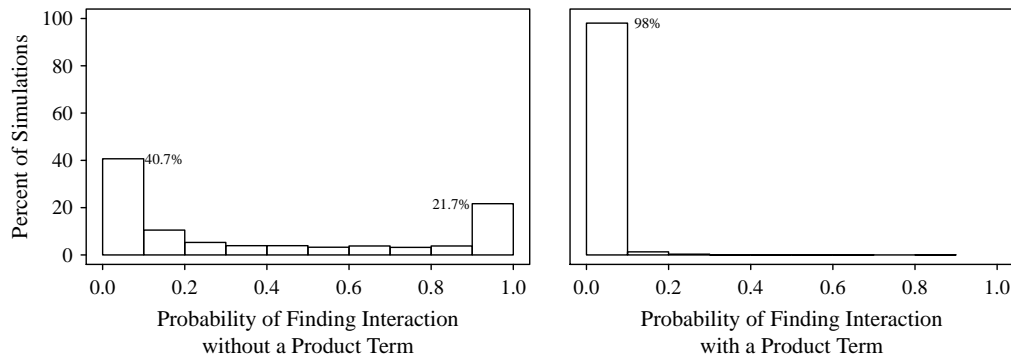 Percent of Simulations
100
80
60
40
20
0
40.7%
21.7%
0.0 0.2 0.4 0.6 0.8 1.0
Probability of Finding Interaction
without a Product Term
98%
0.0 0.2 0.4 0.6 0.8 1.0
Probability of Finding Interaction
with a Product Term